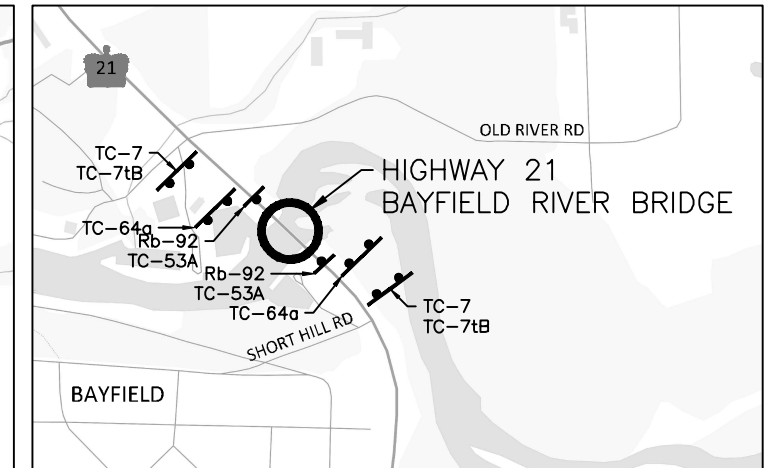 21
OLD RIVER RD
TC-7
TC-7tB
HIGHWAY 21
BAYFIELD RIVER BRIDGE
TC-64a
Rb-92
TC-53A
Rb-92
TC-53A
TC-64a
TC-7
TC-7tB
SHORT HILL RD
BAYFIELD